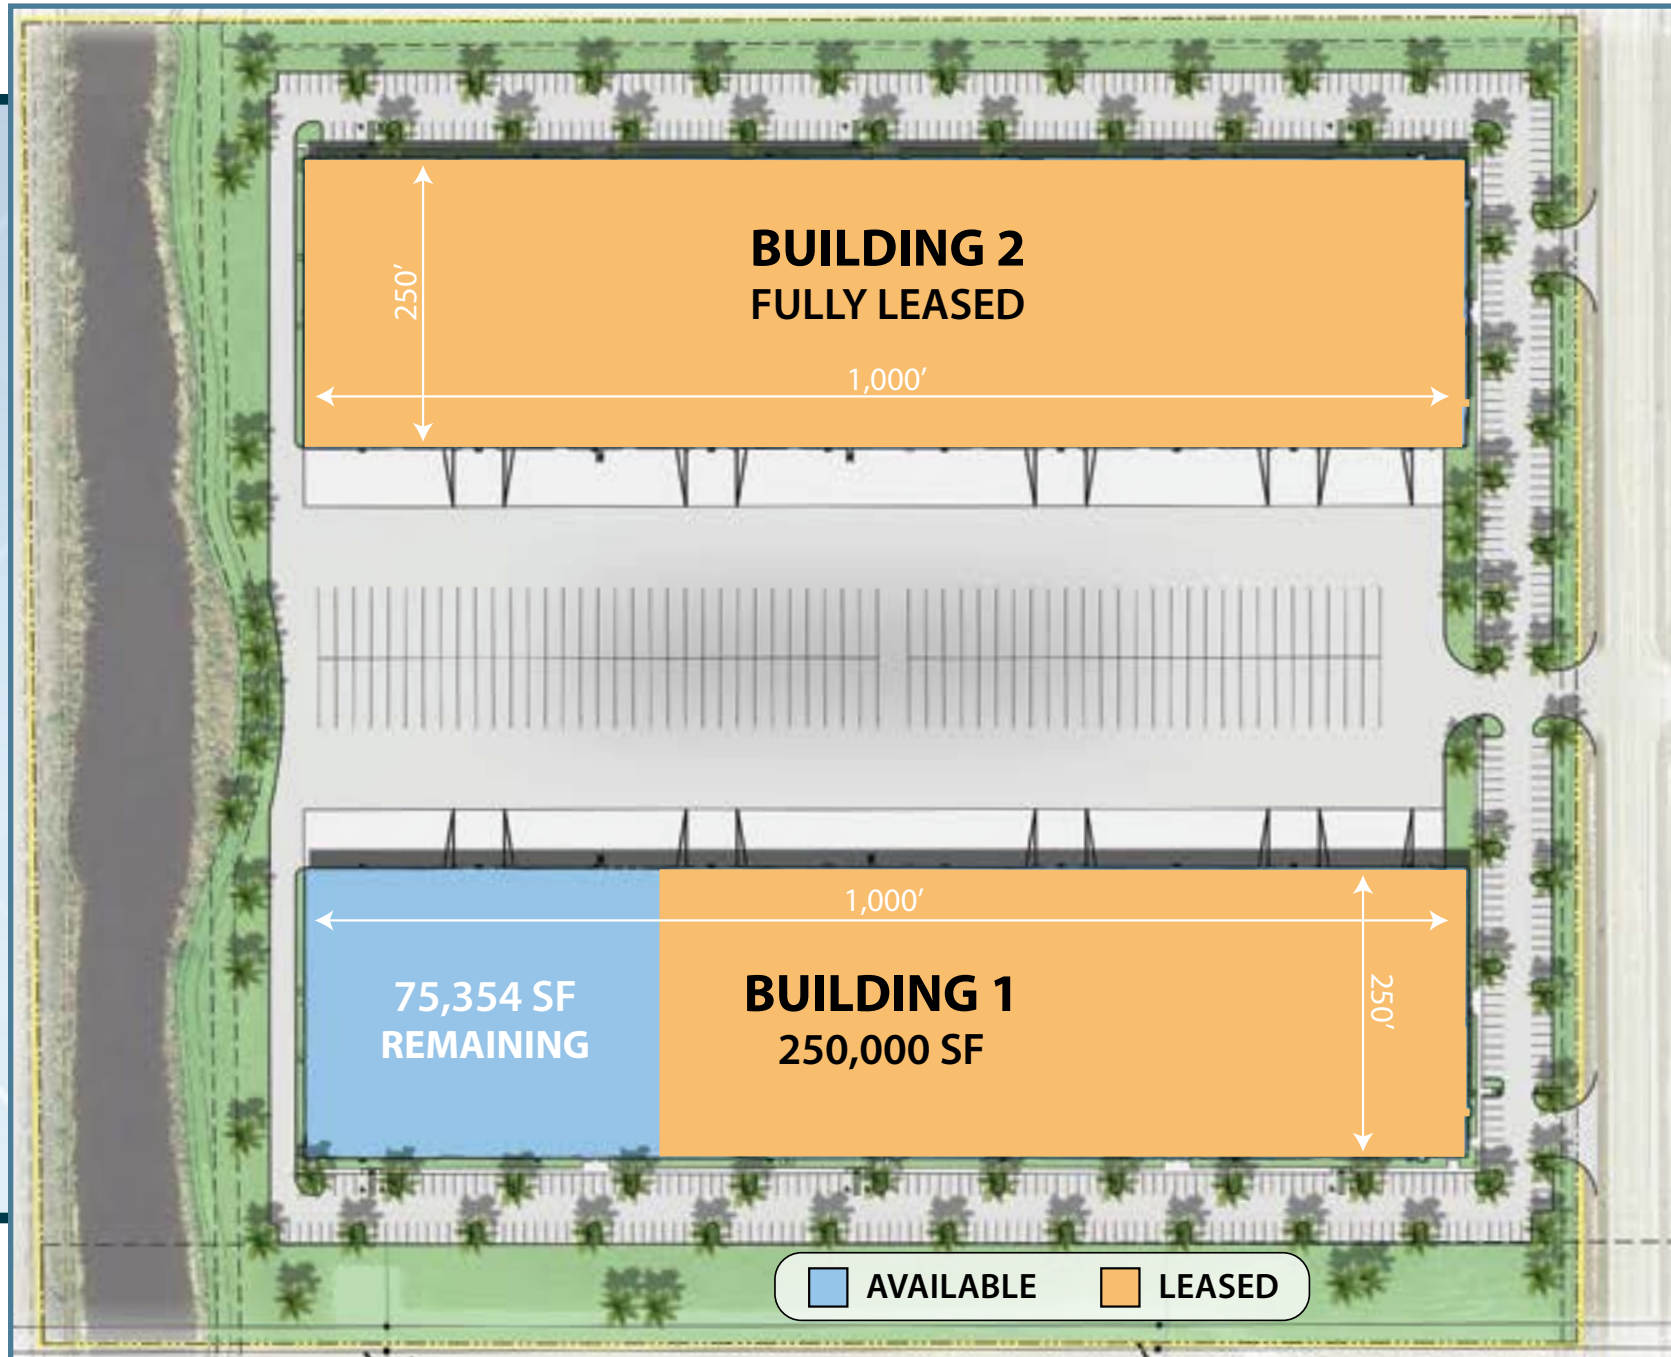 BUILDING 2
FULLY LEASED
250'
1,000'
1,000'
75,354 SF
REMAINING
BUILDING 1
250,000 SF
250'
AVAILABLE
LEASED